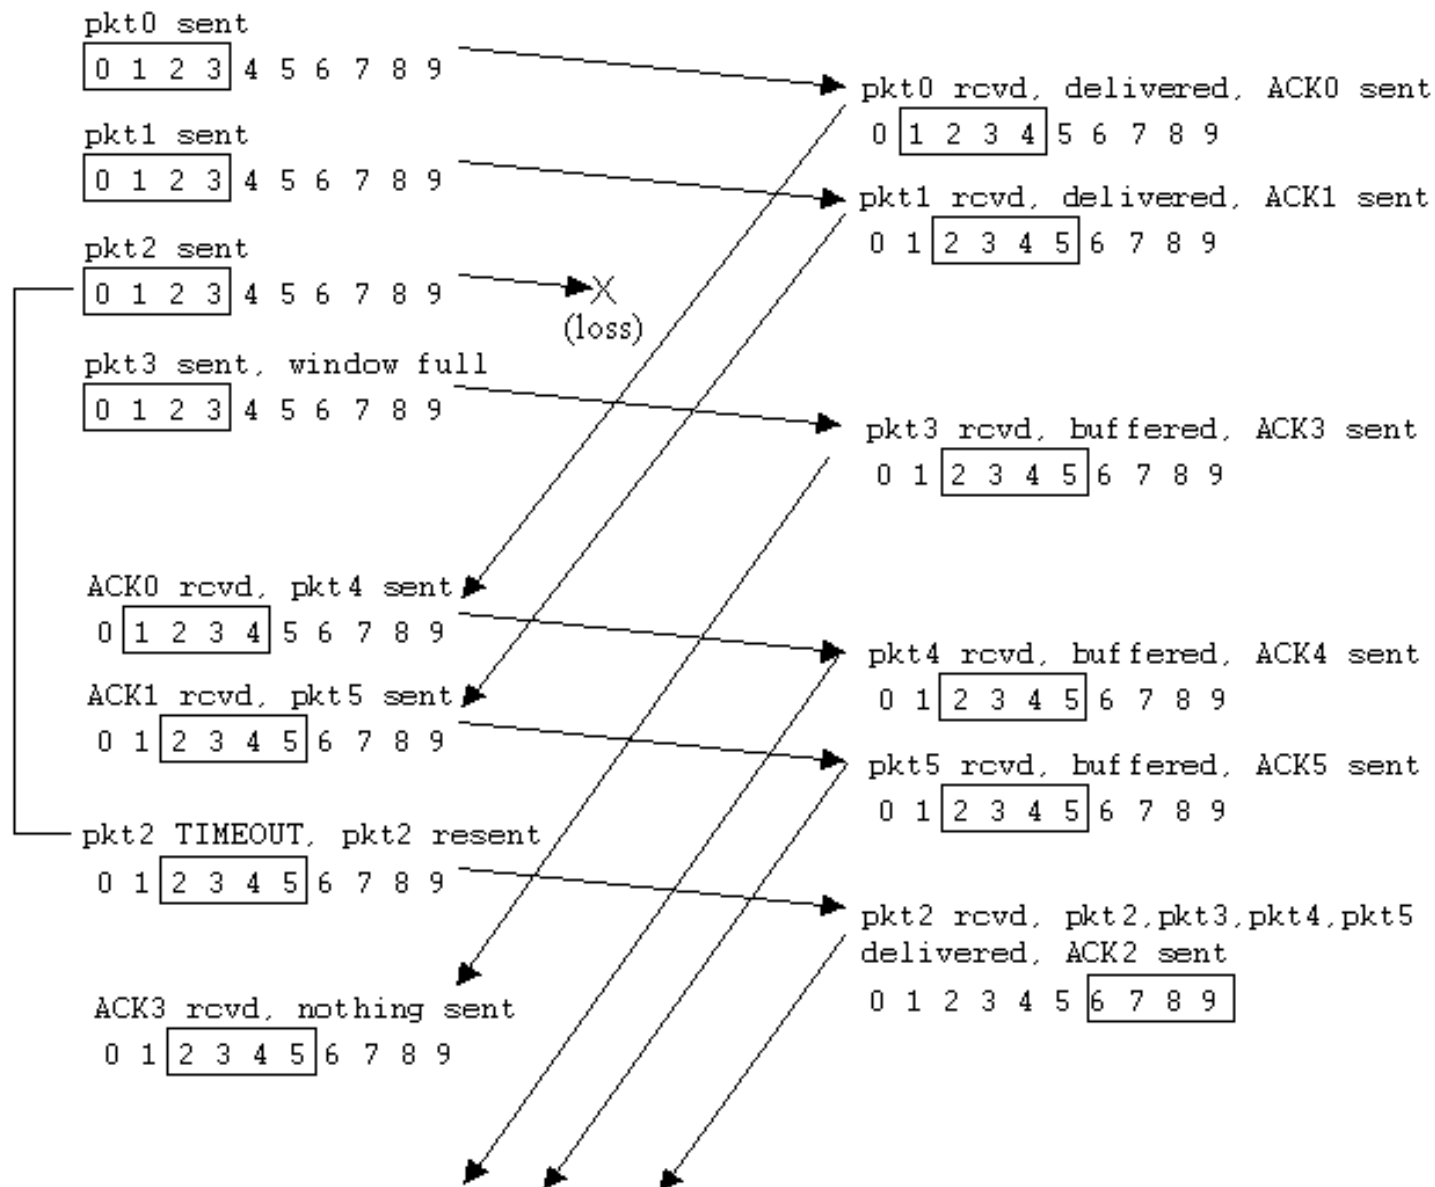 pkt0 sent
0 1 2 3 4 5 6 7 8 9
pkt1 sent
0 1 2 3 4 5 6 7 8 9
pkt2 sent
0 1 2 3 4 5 6 7 8 9
X
(loss)
pkt3 sent, window full
0 1 2 3 4 5 6 7 8 9
ACK0 rcvd, pkt4 sent
0 1 2 3 4 5 6 7 8 9
ACK1 rcvd, pkt5 sent
0 1 2 3 4 5 6 7 8 9
pkt2 TIMEOUT, pkt2 resent
0 1 2 3 4 5 6 7 8 9
ACK3 rcvd, nothing sent
0 1 2 3 4 5 6 7 8 9
pkt0 rcvd, delivered, ACK0 sent
0 1 2 3 4 5 6 7 8 9
pkt1 rcvd, delivered, ACK1 sent
0 1 2 3 4 5 6 7 8 9
pkt3 rcvd, buffered, ACK3 sent
0 1 2 3 4 5 6 7 8 9
pkt4 rcvd, buffered, ACK4 sent
0 1 2 3 4 5 6 7 8 9
pkt5 rcvd, buffered, ACK5 sent
0 1 2 3 4 5 6 7 8 9
pkt2 rcvd, pkt2,pkt3,pkt4,pkt5
delivered, ACK2 sent
0 1 2 3 4 5 6 7 8 9